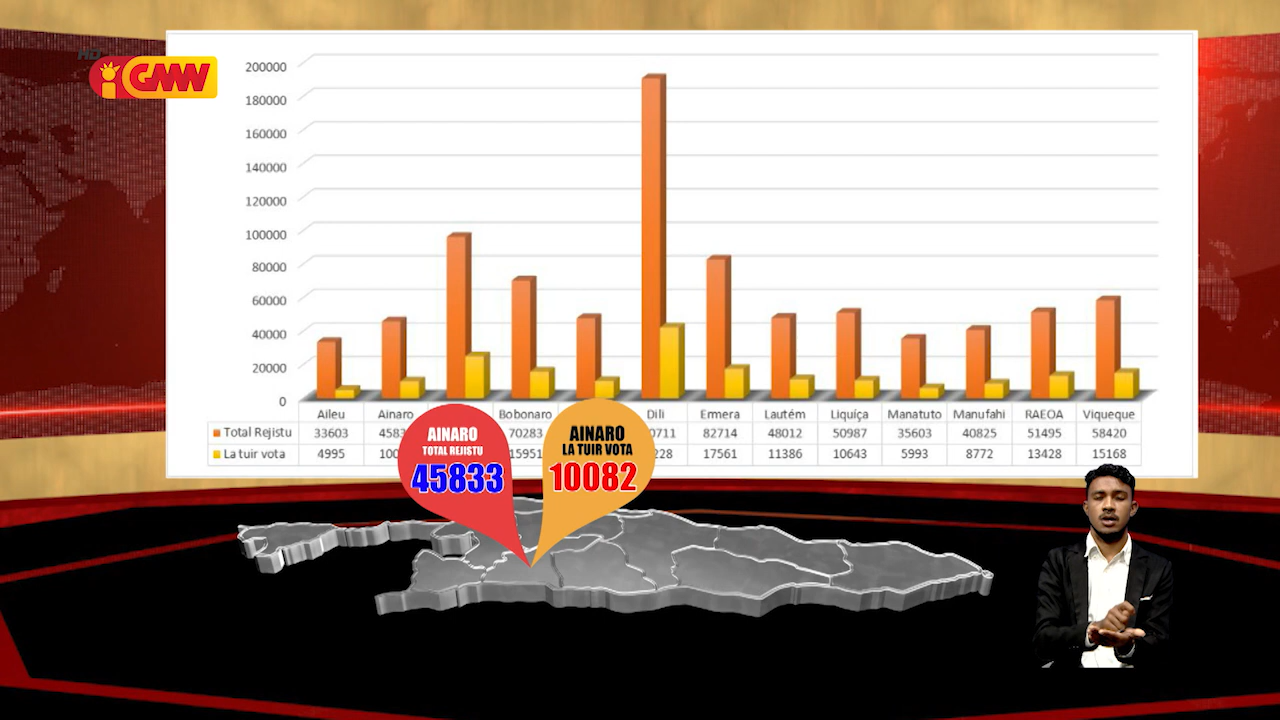 HD
GMN
200000
180000
160000
140000
120000
100000
80000
60000
40000
20000
0
Aileu Ainaro Bobonaro Dili Emera Lautém Liquiça Manatuto Manufahi RAEOA Viqueque
Total Rejistu 33603 70283 82714 48012 50987 35603 40825 51495 58420
La tuir vota 4995 15951 17561 11386 10643 5993 8772 13428 15168
AINARO
TOTAL REJISTU
45833
AINARO
LA TUIR VOTA
10082